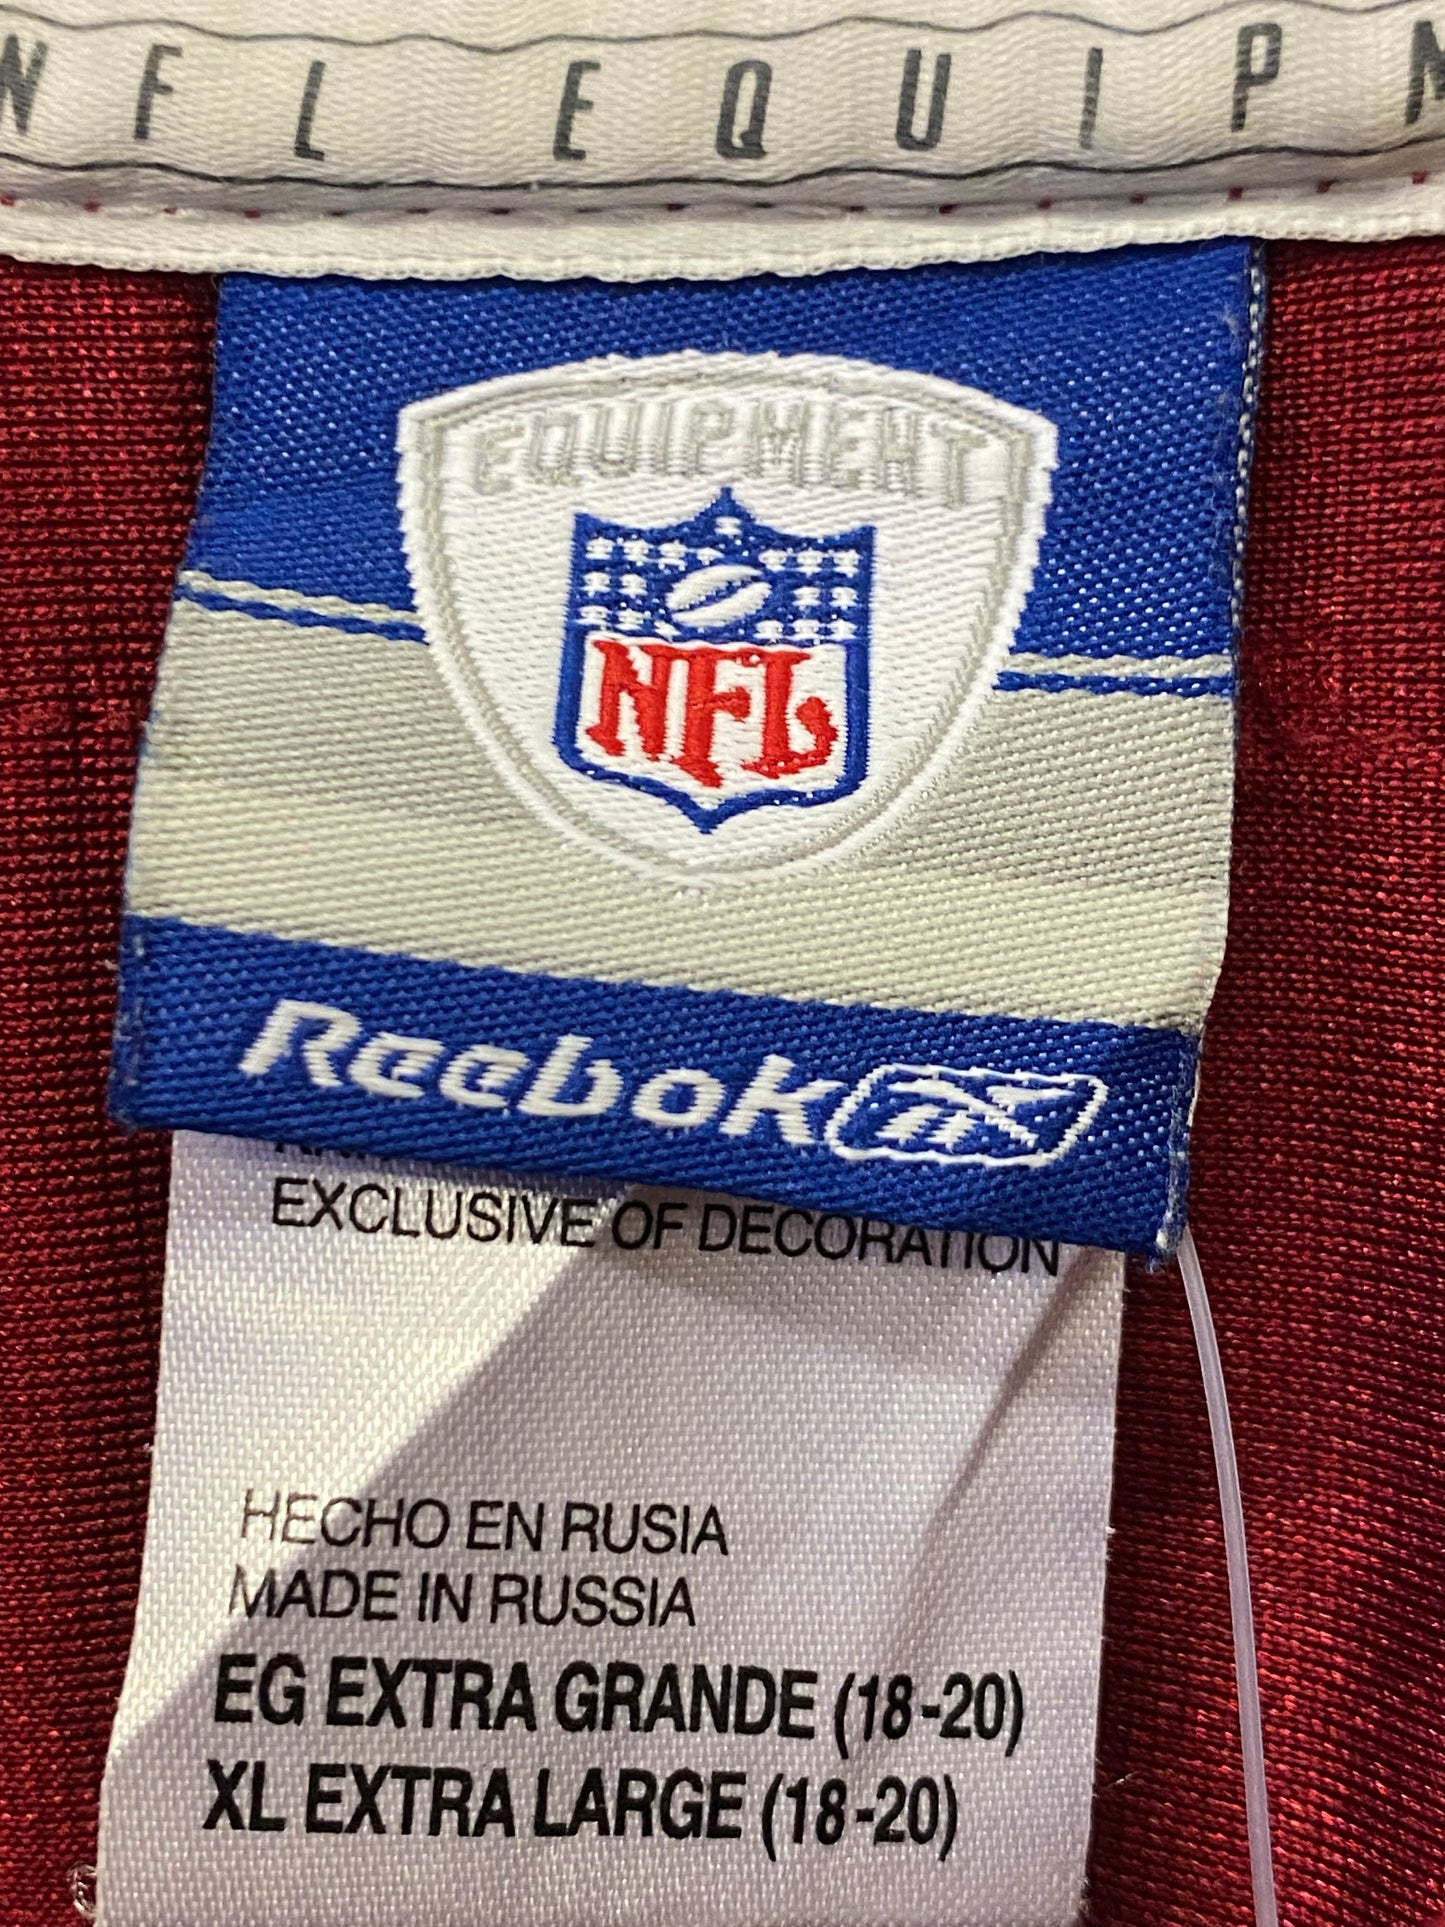 NFL EQUIPM
EQUIPMENT
NFL
Reebok
EXCLUSIVE OF DECORATION
HECHO EN RUSIA
MADE IN RUSSIA
EG EXTRA GRANDE (18-20)
XL EXTRA LARGE (18-20)